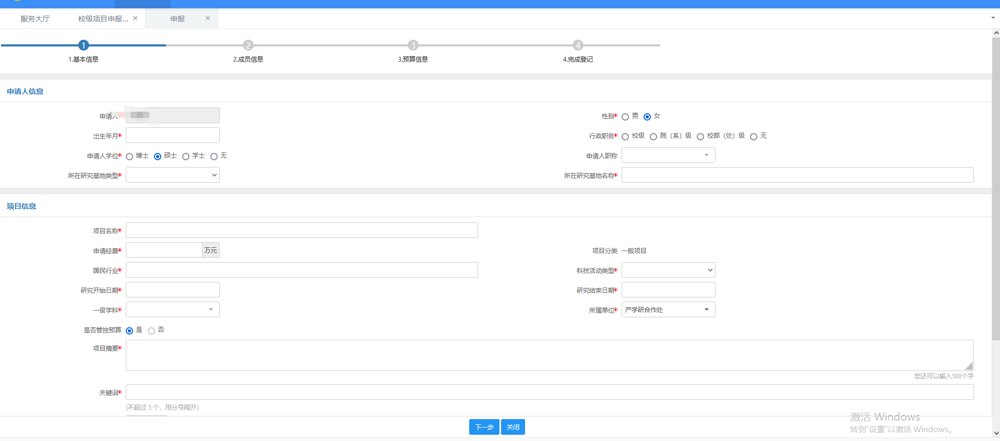 服务大厅 校级项目申报... × 申报 ×
1 2 3 4
1.基本信息 2.成员信息 3.预算信息 4.完成登记
申请人信息
申请人 性别* 男 女
出生年月* 行政职务* 校级 院（系）级 校部（处）级 无
申请人学位* 博士 硕士 学士 无 申请人职称
所在研究基地类型* 所在研究基地名称*
项目信息
项目名称*
申请经费* 万元 项目分类 一般项目
国民行业* 科技活动类型*
研究开始日期* 研究结束日期*
一级学科* 所属单位* 产学研合作处
是否管控预算 是 否
项目摘要*
您还可以输入500个字
关键词*
(不超过 5 个，用分号隔开)
下一步 关闭
激活 Windows
转到“设置”以激活 Windows。